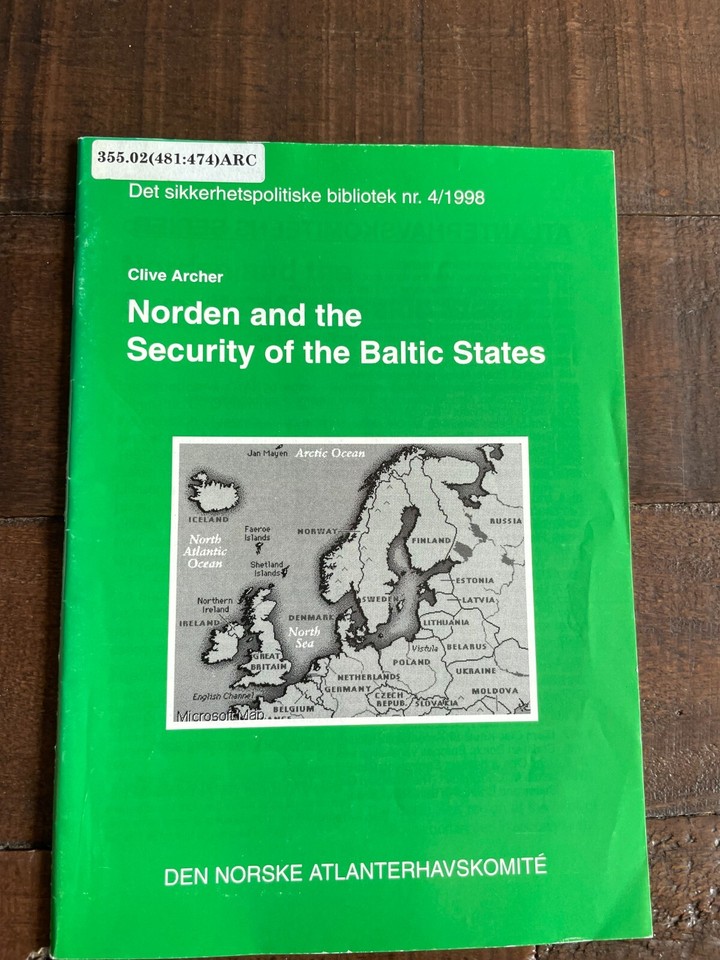 355.02(481:474)ARC
Det sikkerhetspolitiske bibliotek nr. 4/1998
Clive Archer
Norden and the
Security of the Baltic States
Jan Mayen
Arctic Ocean
ICELAND
RUSSIA
Faeroe
Islands
NORWAY
North
Atlantic
Ocean
FINLAND
Shetland
Islands
ESTONIA
Northern
Ireland
SWEDEN
LATVIA
IRELAND
DENMARK
LITHUANIA
North
Sea
Vistula
BELARUS
GREAT
BRITAIN
POLAND
NETHERLANDS
UKRAINE
GERMANY
English Channel
CZECH
REPUB.
SLOVAKIA
MOLDOVA
BELGIUM
Microsoft Map
DEN NORSKE ATLANTERHAVSKOMITÉ